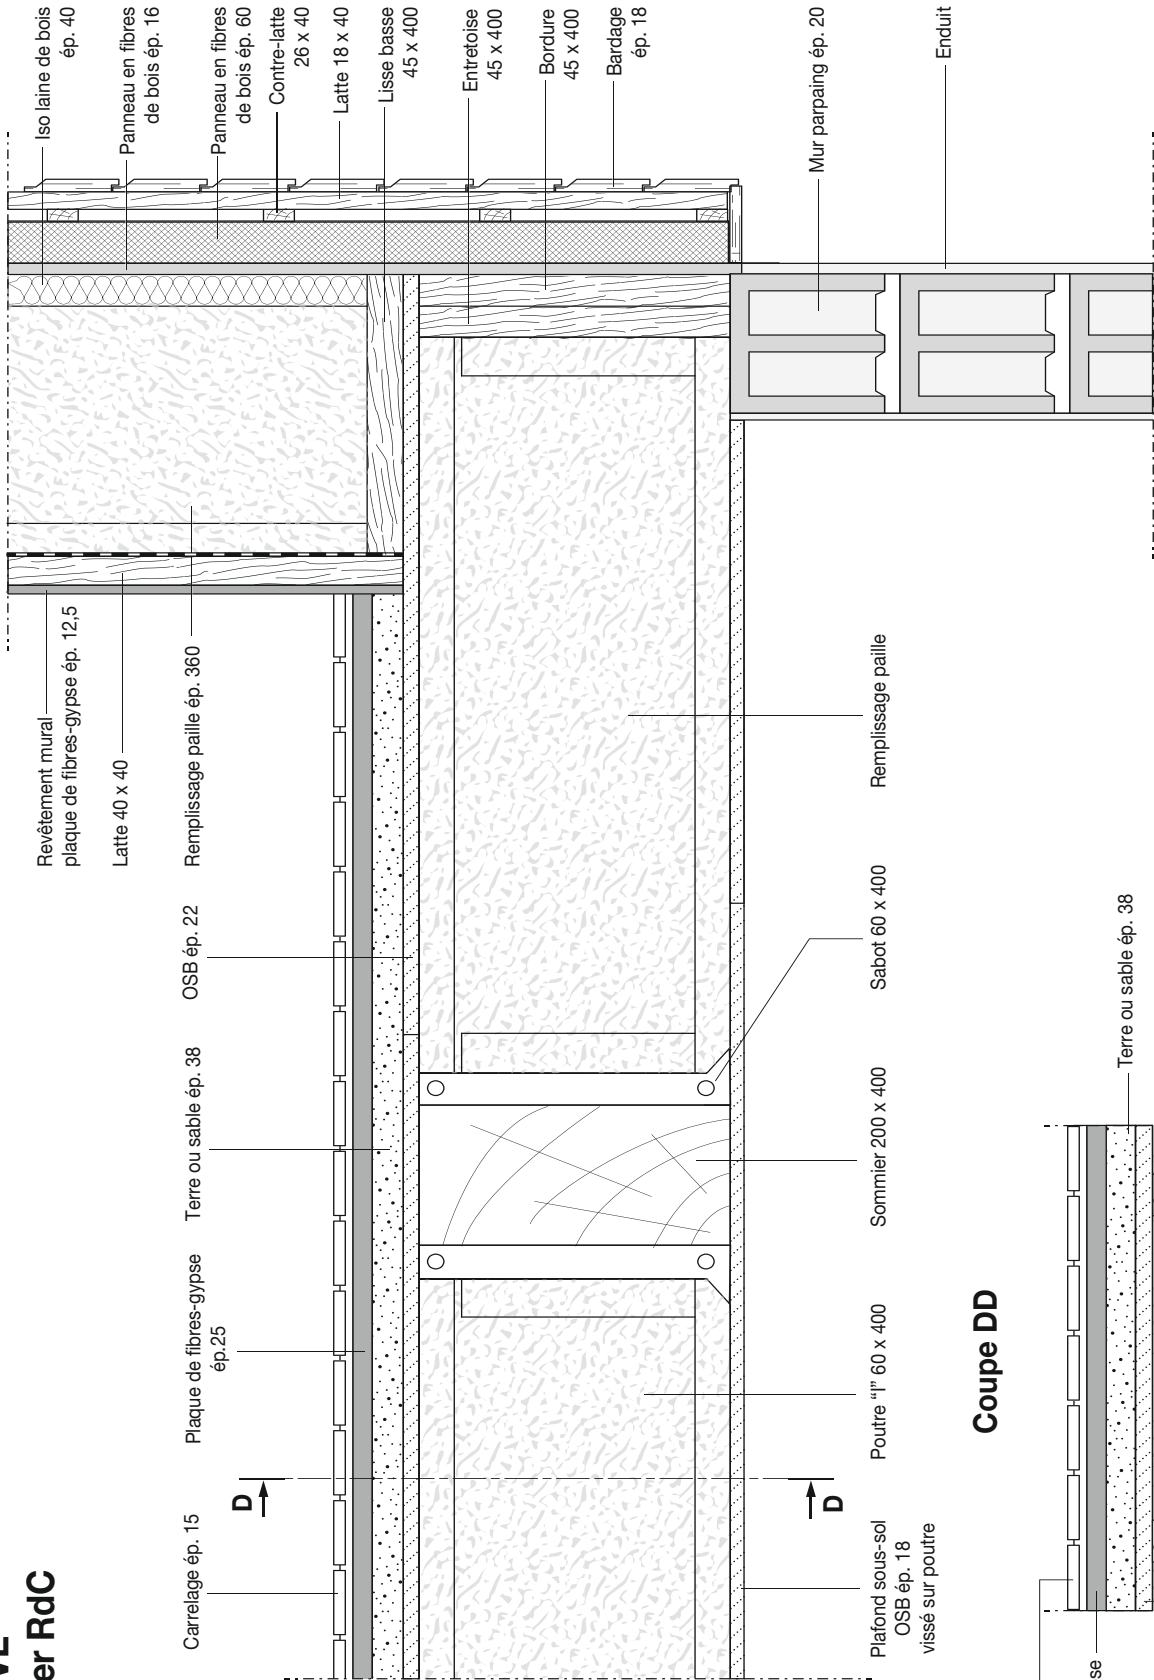 er RdC
Revêtement mural
plaque de fibres-gypse ép. 12,5
Latte 40 x 40
Remplissage paille ép. 360
OSB ép. 22
Terre ou sable ép. 38
Plaque de fibres-gypse
ép.25
Carrelage ép. 15
Iso laine de bois
ép. 40
Panneau en fibres
de bois ép. 16
Panneau en fibres
de bois ép. 60
Contre-latte
26 x 40
Latte 18 x 40
Lisse basse
45 x 400
Entretoise
45 x 400
Bordure
45 x 400
Bardage
ép. 18
Mur parpaing ép. 20
Enduit
D
D
Plafond sous-sol
OSB ép. 18
vissé sur poutre
Poutre “I” 60 x 400
Sommier 200 x 400
Sabot 60 x 400
Remplissage paille
Coupe DD
Terre ou sable ép. 38
se